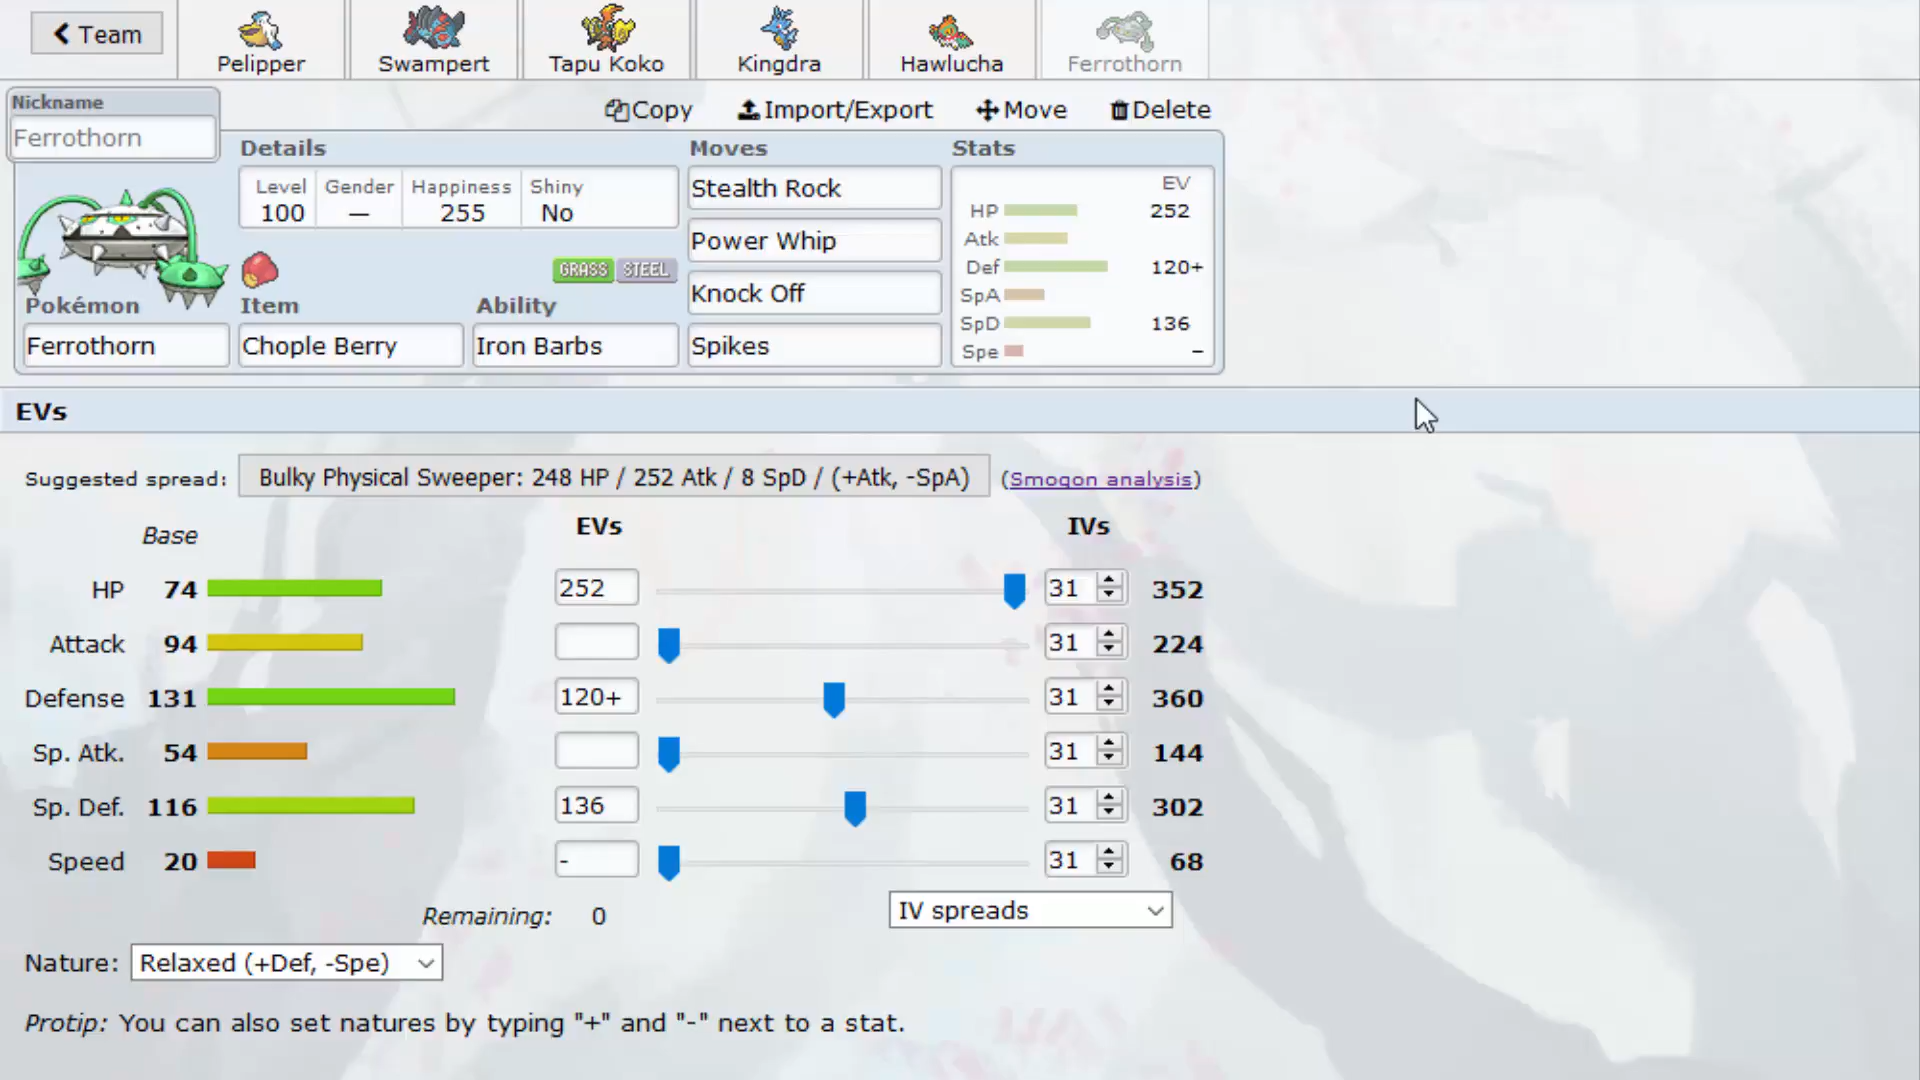 Team
Pelipper
Swampert
Tapu Koko
Kingdra
Hawlucha
Ferrothorn
Nickname
Ferrothorn
Copy
Import/Export
Move
Delete
Details
Moves
Stats
Level
Gender
Happiness
Shiny
100
—
255
No
GRASS
STEEL
Pokémon
Item
Ability
Ferrothorn
Chople Berry
Iron Barbs
Stealth Rock
Power Whip
Knock Off
Spikes
EV
HP 252
Atk
Def 120+
SpA
SpD 136
Spe –
EVs
Suggested spread: Bulky Physical Sweeper: 248 HP / 252 Atk / 8 SpD / (+Atk, -SpA) (Smogon analysis)
Base EVs IVs
HP 74 252 31 352
Attack 94 31 224
Defense 131 120+ 31 360
Sp. Atk. 54 31 144
Sp. Def. 116 136 31 302
Speed 20 - 31 68
Remaining: 0 IV spreads
Nature: Relaxed (+Def, -Spe)
Protip: You can also set natures by typing "+" and "-" next to a stat.